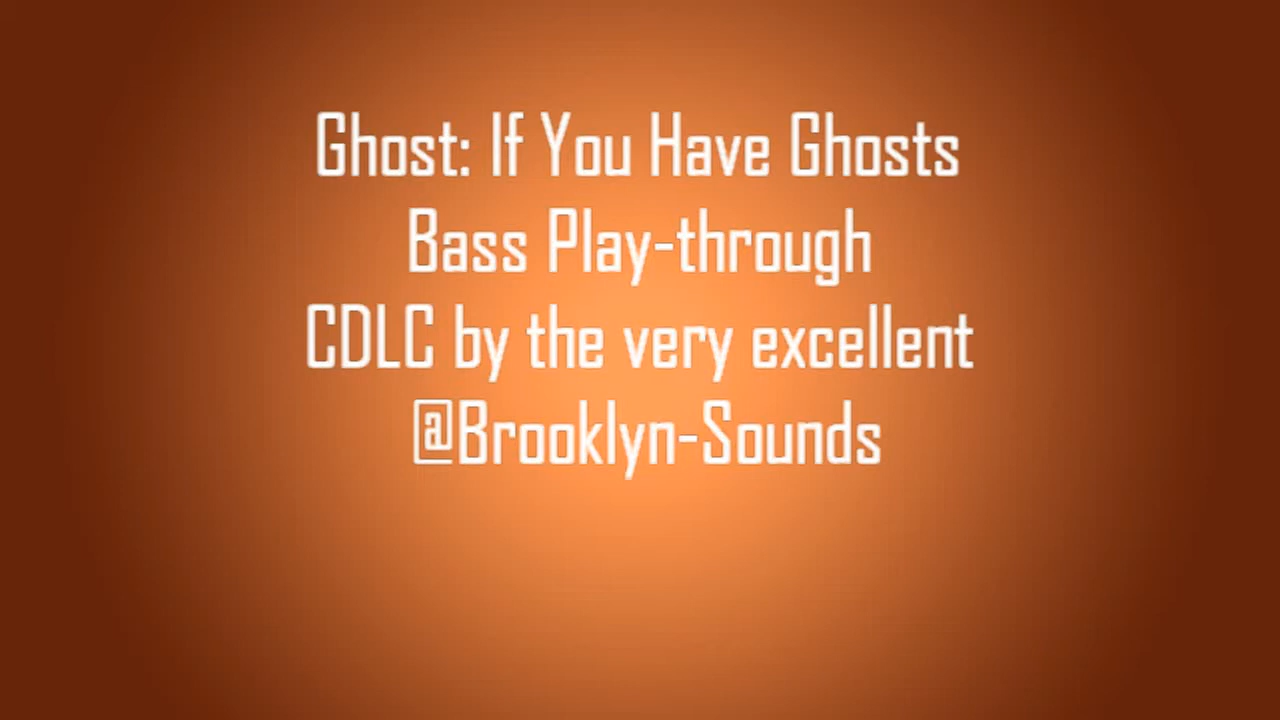 Ghost: If You Have Ghosts
Bass Play-through
CDLC by the very excellent
@Brooklyn-Sounds